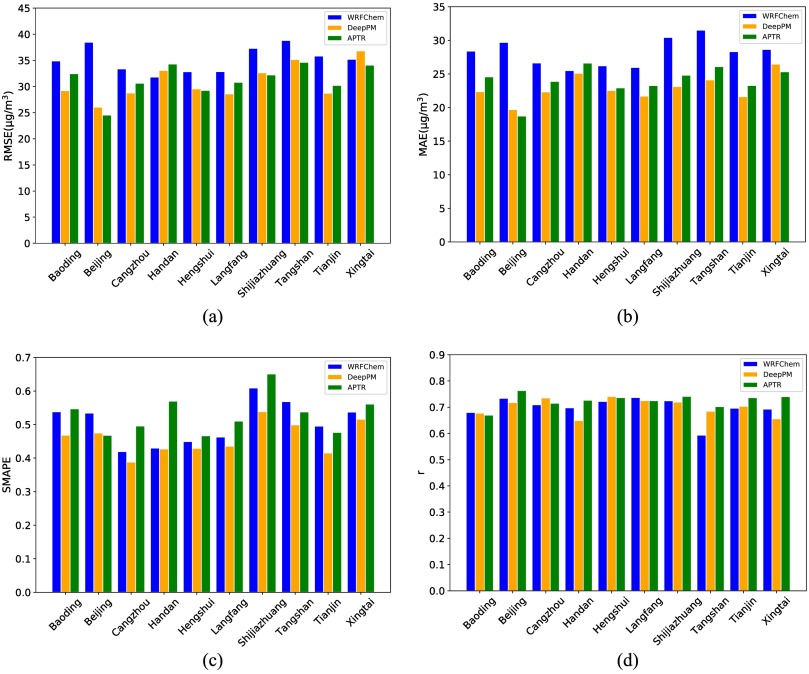 (a)
45
40
35
30
25
20
15
10
5
0
RMSE(μg/m³)
WRFChem
DeepPM
APTR
Baoding
Beijing
Cangzhou
Handan
Hengshui
Langfang
Shijiazhuang
Tangshan
Tianjin
Xingtai
(b)
35
30
25
20
15
10
5
0
MAE(μg/m³)
WRFChem
DeepPM
APTR
Baoding
Beijing
Cangzhou
Handan
Hengshui
Langfang
Shijiazhuang
Tangshan
Tianjin
Xingtai
0.7
0.6
0.5
0.4
0.3
0.2
0.1
0.0
SMAPE
WRFChem
DeepPM
APTR
Baoding
Beijing
Cangzhou
Handan
Hengshui
Langfang
Shijiazhuang
Tangshan
Tianjin
Xingtai
(c)
0.9
0.8
0.7
0.6
0.5
0.4
0.3
0.2
0.1
0.0
r
WRFChem
DeepPM
APTR
Baoding
Beijing
Cangzhou
Handan
Hengshui
Langfang
Shijiazhuang
Tangshan
Tianjin
Xingtai
(d)